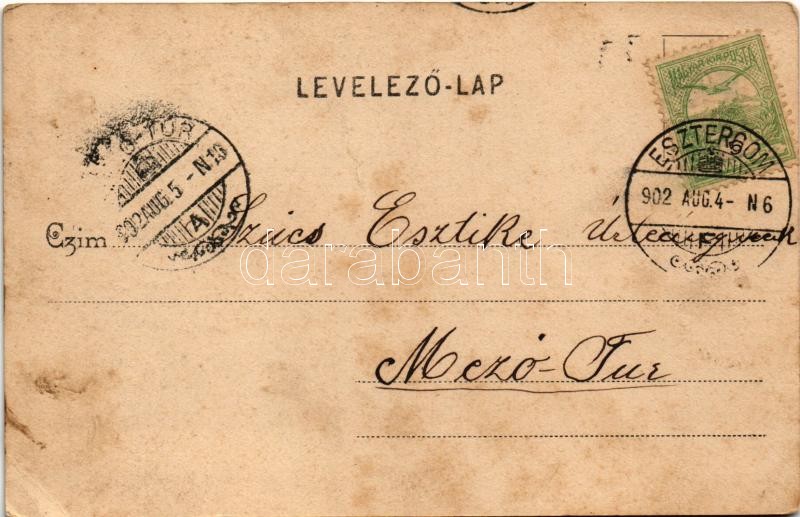 LEVELEZŐ-LAP
MAGYAR KIR. POSTA
ESZTERGOM
902 AUG. 4 - N 6
F
Ő-TUR
902 AUG. 5 - N 10
A
Czim Szücs Esztike
Mező-Tur
darabanth